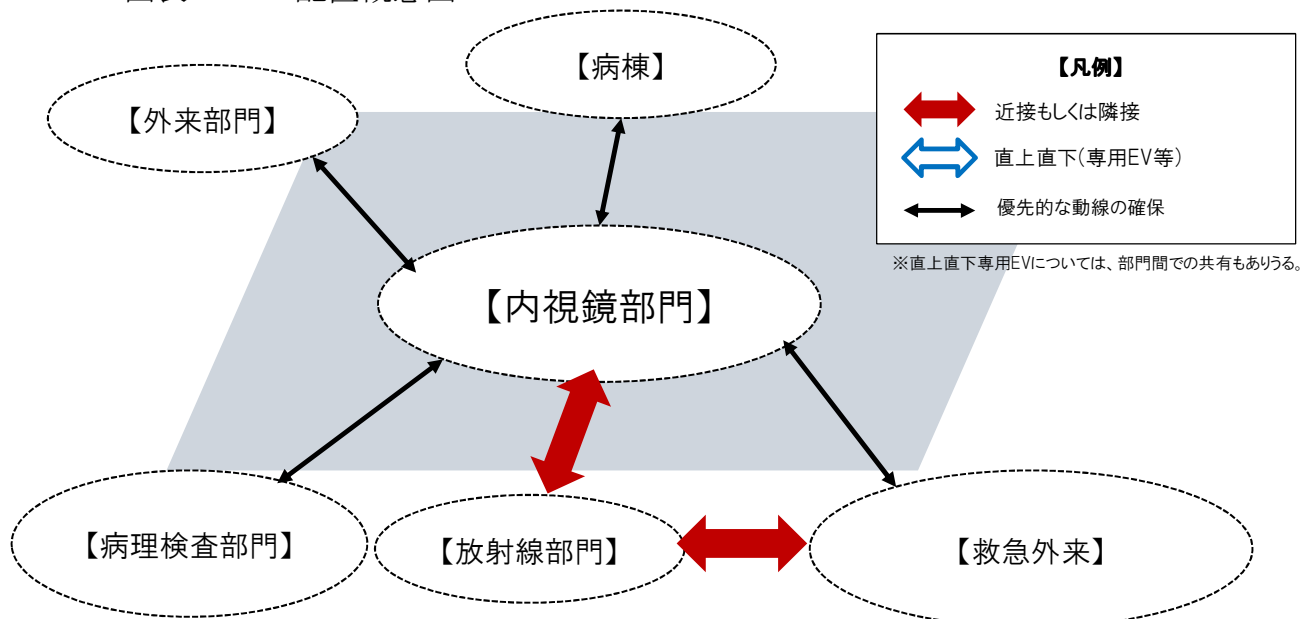 【病棟】
【外来部門】
【内視鏡部門】
【病理検査部門】
【放射線部門】
【救急外来】
【凡例】
近接もしくは隣接
直上直下(専用EV等)
優先的な動線の確保
※直上直下専用EVについては、部門間での共有もありうる。